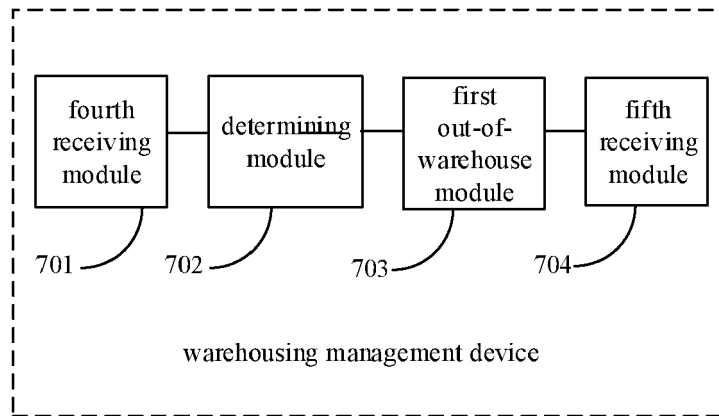 fourth
receiving
module
determining
module
first
out-of-
warehouse
module
fifth
receiving
module
701
702
703
704
warehousing management device